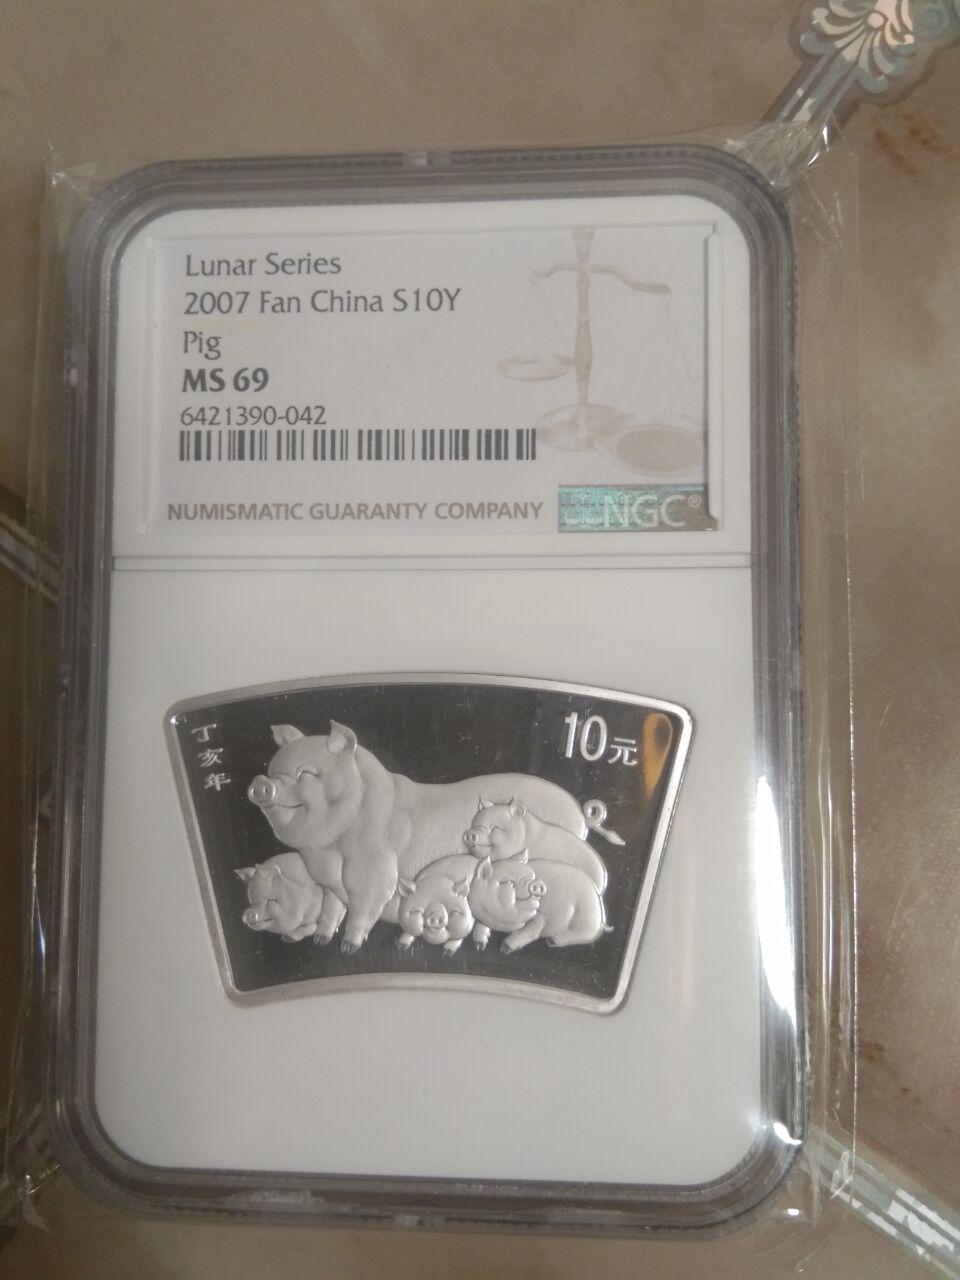 Lunar Series
2007 Fan China S10Y
Pig
MS 69
6421390-042
NUMISMATIC GUARANTY COMPANY
NGC®
丁亥年
10元